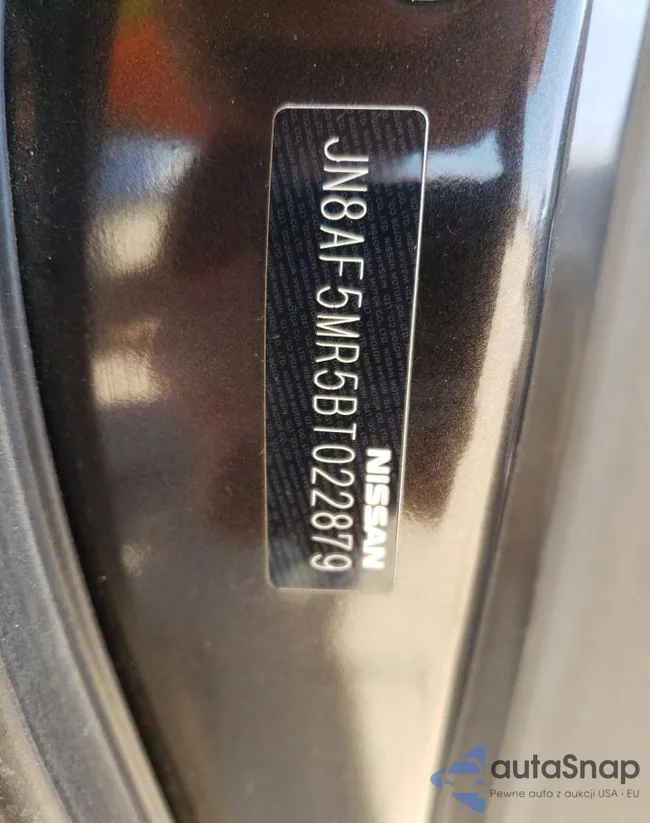 NISSAN
JN8AF5MR5BT022879
autaSnap
Pewne auta z aukcji USA i EU